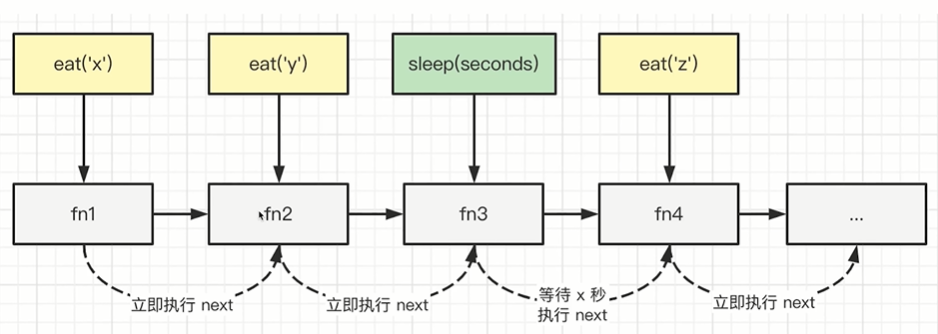 eat('x')
eat('y')
sleep(seconds)
eat('z')
fn1
fn2
fn3
fn4
...
立即执行 next
立即执行 next
等待 x 秒
执行 next
立即执行 next